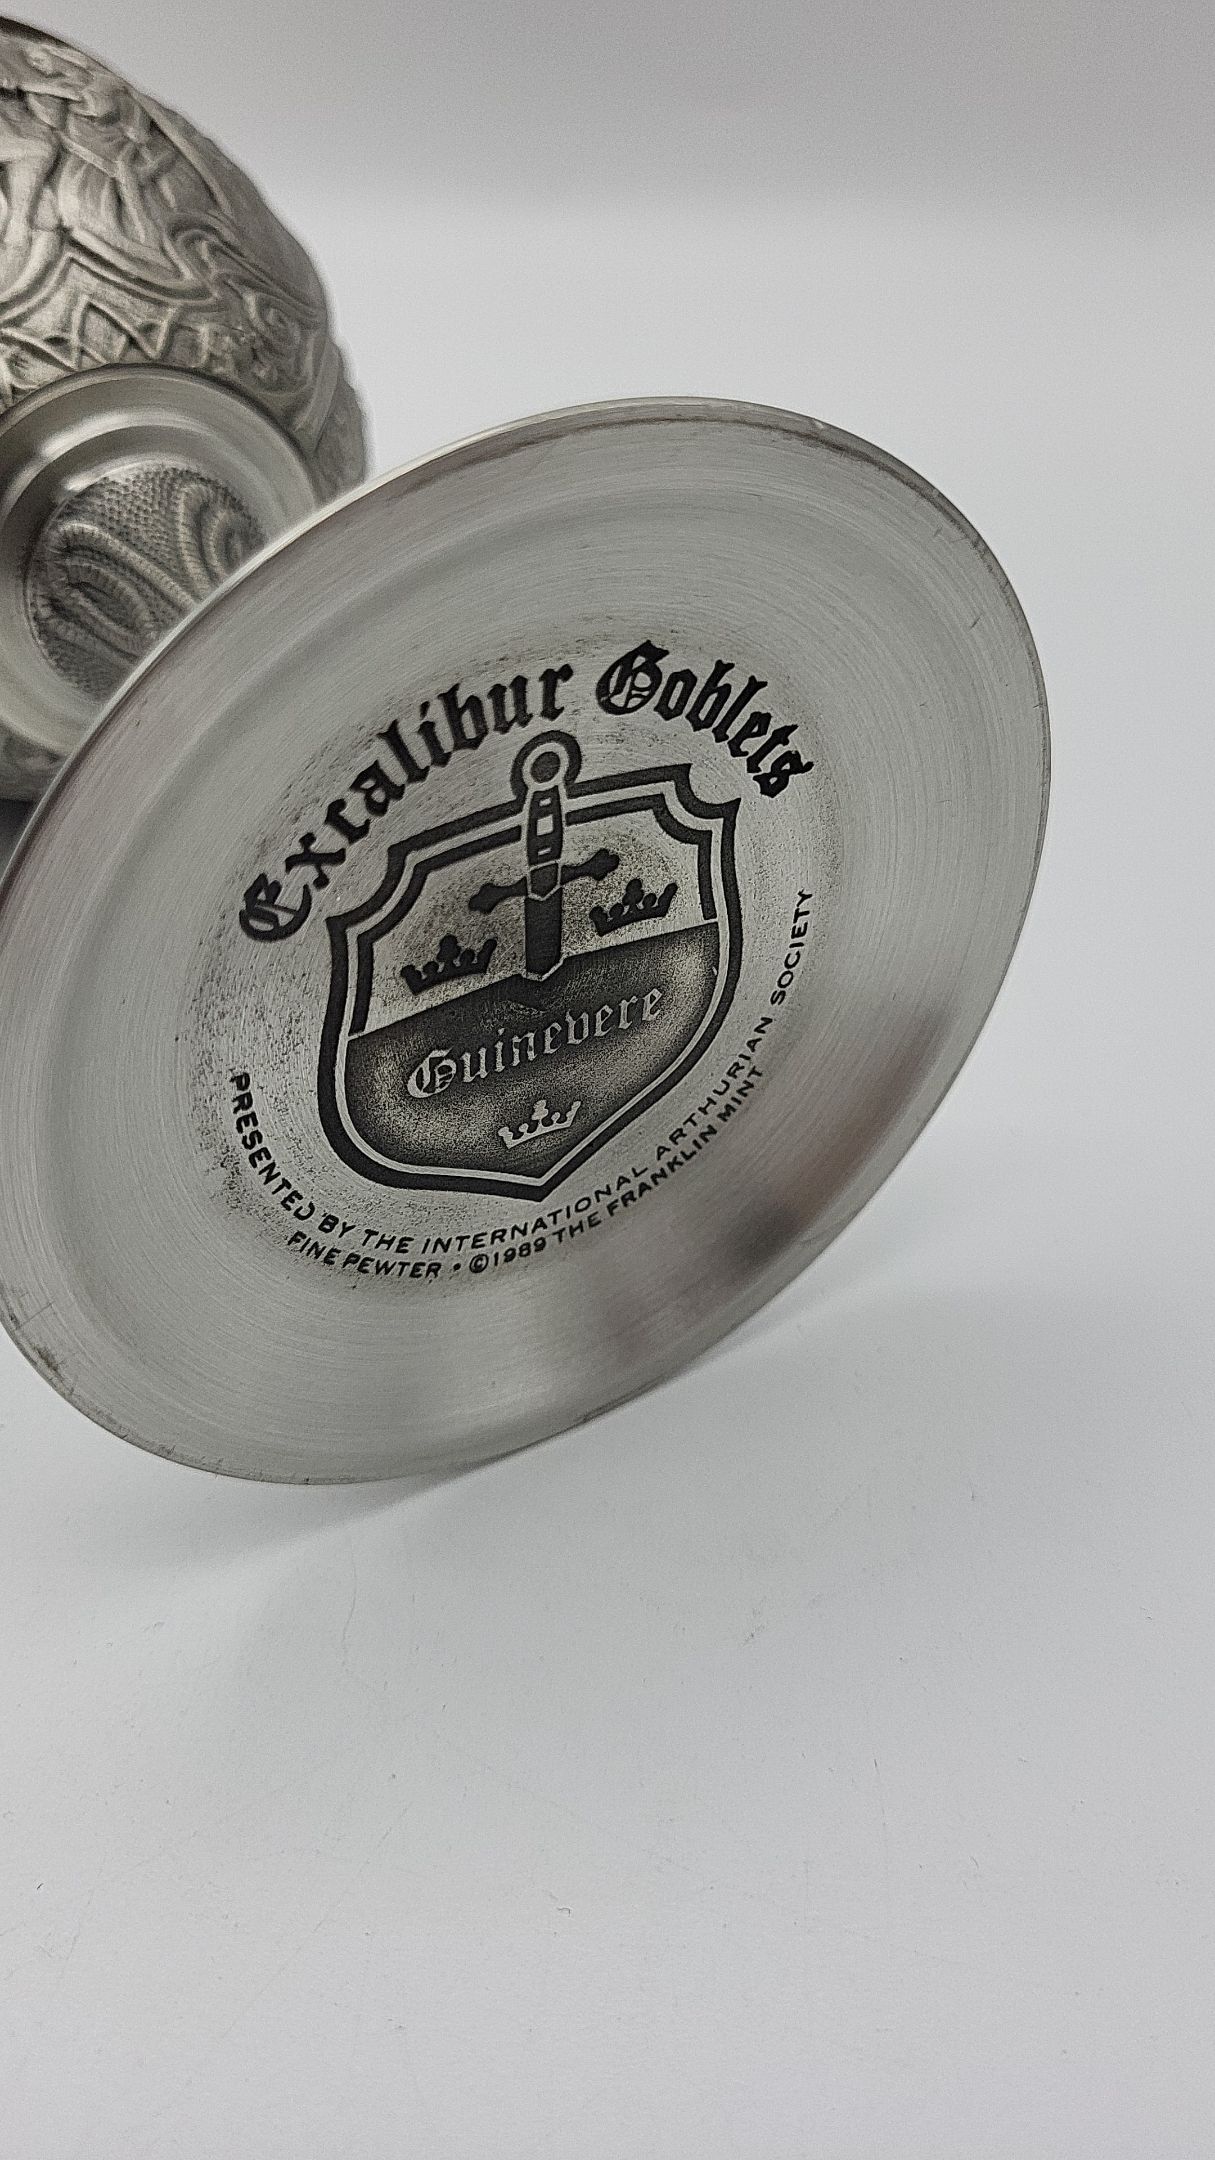 Excalibur Goblets
Guinevere
PRESENTED BY THE INTERNATIONAL ARTHURIAN SOCIETY
FINE PEWTER • ©1989 THE FRANKLIN MINT